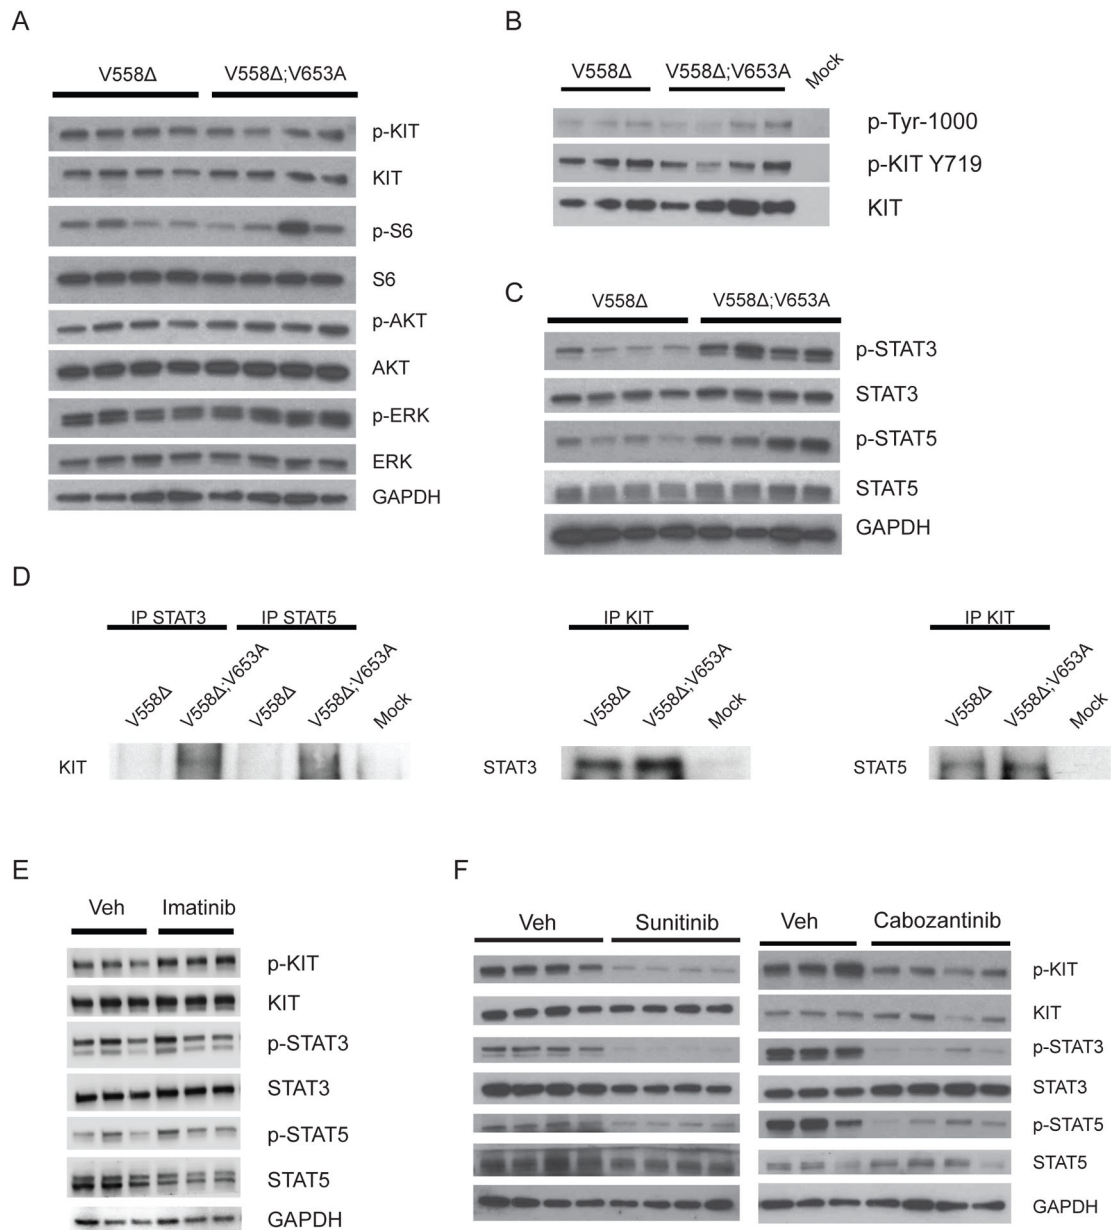 A
V558Δ
V558Δ;V653A
p-KIT
KIT
p-S6
S6
p-AKT
AKT
p-ERK
ERK
GAPDH
B
V558Δ
V558Δ;V653A
Mock
p-Tyr-1000
p-KIT Y719
KIT
C
V558Δ
V558Δ;V653A
p-STAT3
STAT3
p-STAT5
STAT5
GAPDH
D
IP STAT3
IP STAT5
V558Δ
V558Δ;V653A
V558Δ
V558Δ;V653A
Mock
KIT
IP KIT
V558Δ
V558Δ;V653A
Mock
STAT3
IP KIT
V558Δ
V558Δ;V653A
Mock
STAT5
E
Veh
Imatinib
p-KIT
KIT
p-STAT3
STAT3
p-STAT5
STAT5
GAPDH
F
Veh
Sunitinib
Veh
Cabozantinib
p-KIT
KIT
p-STAT3
STAT3
p-STAT5
STAT5
GAPDH